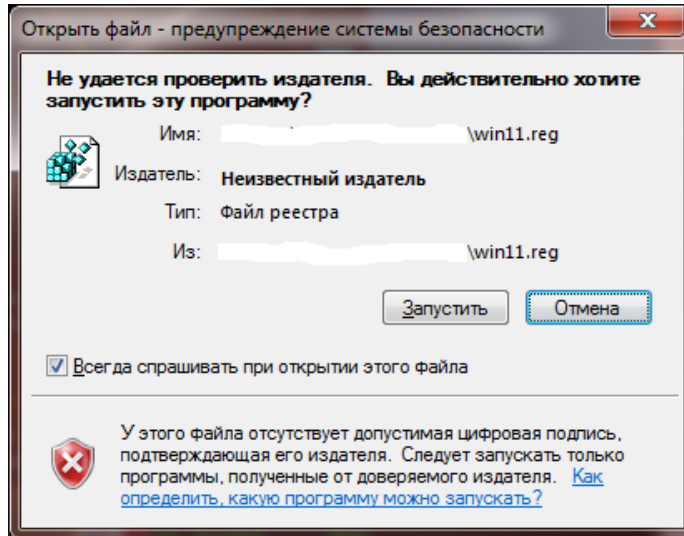 Открыть файл - предупреждение системы безопасности
Не удается проверить издателя. Вы действительно хотите
запустить эту программу?
Имя: \win11.reg
Издатель: Неизвестный издатель
Тип: Файл реестра
Из: \win11.reg
Запустить Отмена
Всегда спрашивать при открытии этого файла
У этого файла отсутствует допустимая цифровая подпись,
подтверждающая его издателя. Следует запускать только
программы, полученные от доверяемого издателя. Как
определить, какую программу можно запускать?